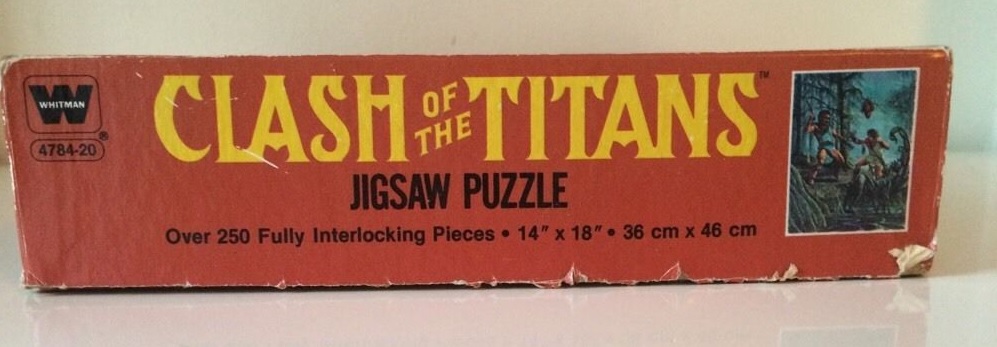 WHITMAN
®
4784-20
CLASH OF THE TITANS™
JIGSAW PUZZLE
Over 250 Fully Interlocking Pieces • 14" x 18" • 36 cm x 46 cm